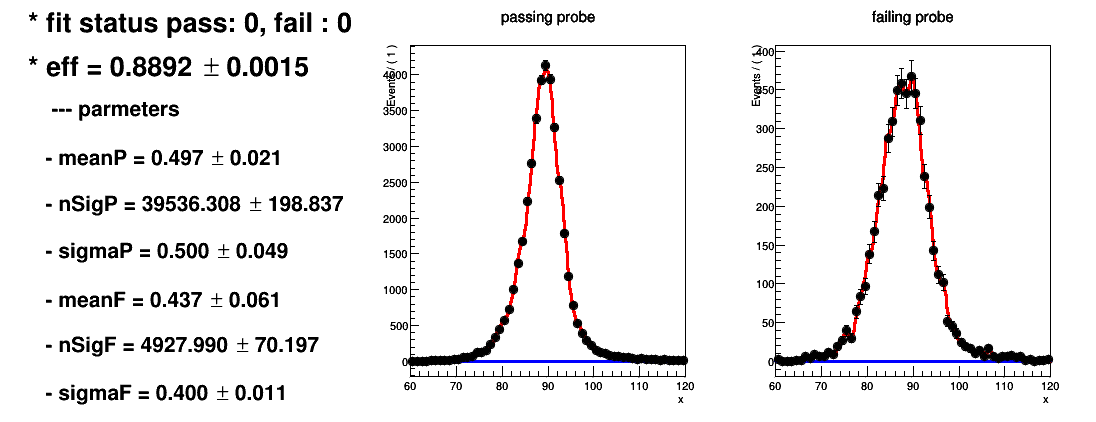 * fit status pass: 0, fail : 0
* eff = 0.8892 ± 0.0015
--- parmeters
- meanP = 0.497 ± 0.021
- nSigP = 39536.308 ± 198.837
- sigmaP = 0.500 ± 0.049
- meanF = 0.437 ± 0.061
- nSigF = 4927.990 ± 70.197
- sigmaF = 0.400 ± 0.011
passing probe
Events / ( 1 )
4000
3500
3000
2500
2000
1500
1000
500
0
60 70 80 90 100 110 120
x
failing probe
Events / ( 1 )
400
350
300
250
200
150
100
50
0
60 70 80 90 100 110 120
x